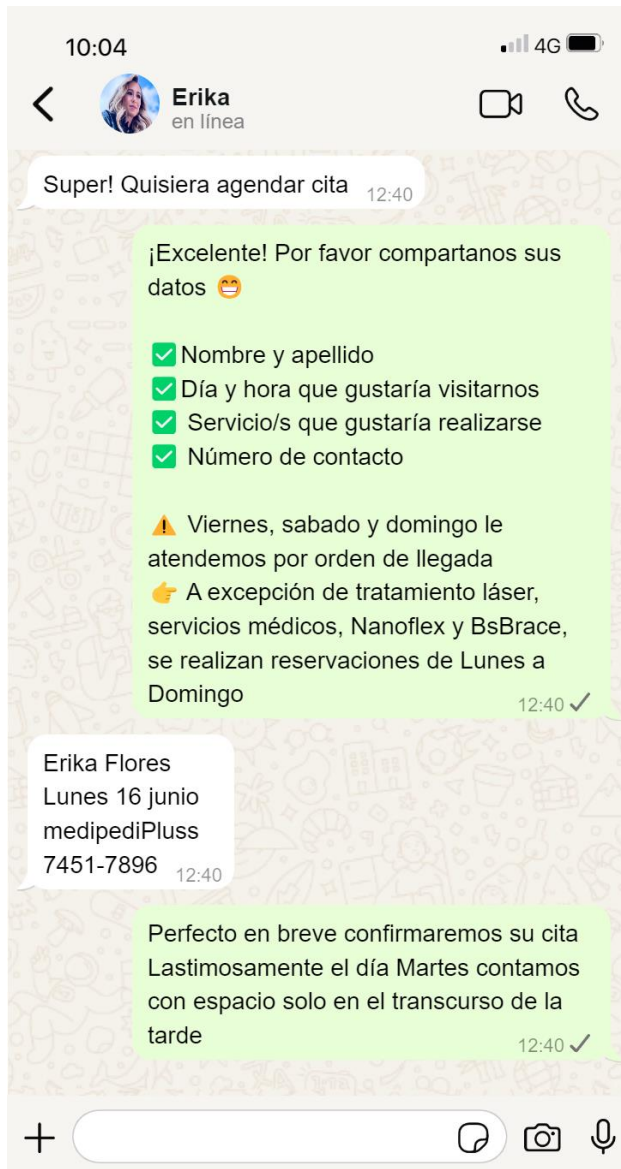 10:04
4G
Erika
en línea
Super! Quisiera agendar cita 12:40
¡Excelente! Por favor compartanos sus
datos 😁
✅Nombre y apellido
✅Día y hora que gustaría visitarnos
✅ Servicio/s que gustaría realizarse
✅ Número de contacto
⚠️ Viernes, sabado y domingo le
atendemos por orden de llegada
👉 A excepción de tratamiento láser,
servicios médicos, Nanoflex y BsBrace,
se realizan reservaciones de Lunes a
Domingo 12:40
Erika Flores
Lunes 16 junio
medipediPluss
7451-7896 12:40
Perfecto en breve confirmaremos su cita
Lastimosamente el día Martes contamos
con espacio solo en el transcurso de la
tarde 12:40